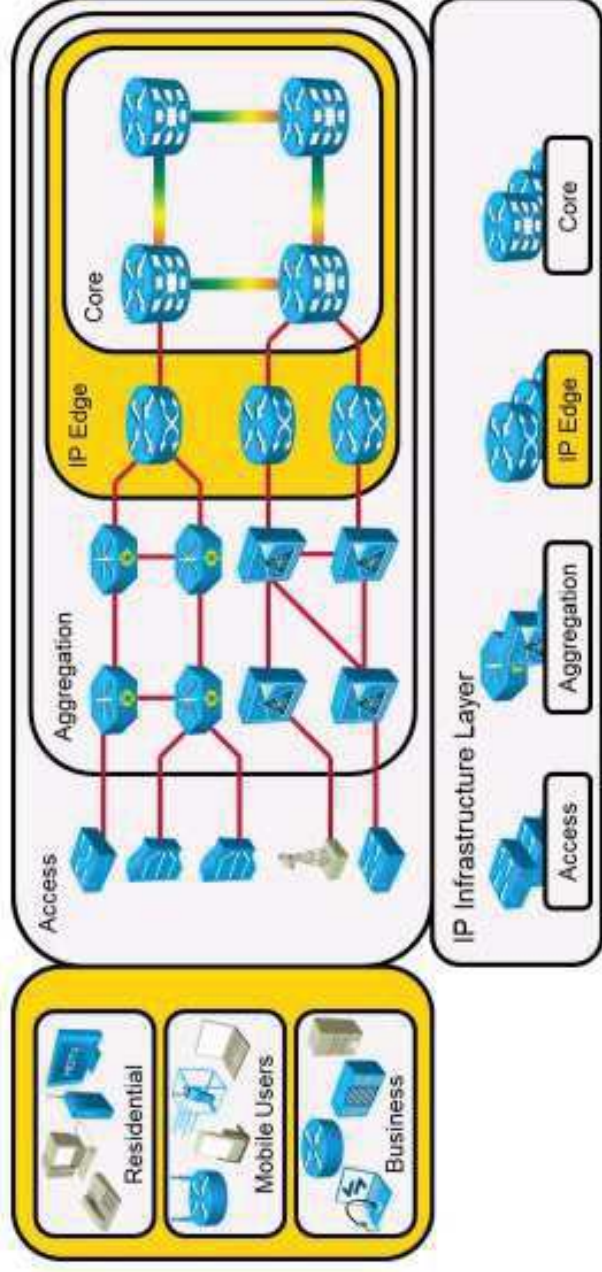 Residential
Mobile Users
Business
Access
Aggregation
IP Edge
Core
IP Infrastructure Layer
Access
Aggregation
IP Edge
Core